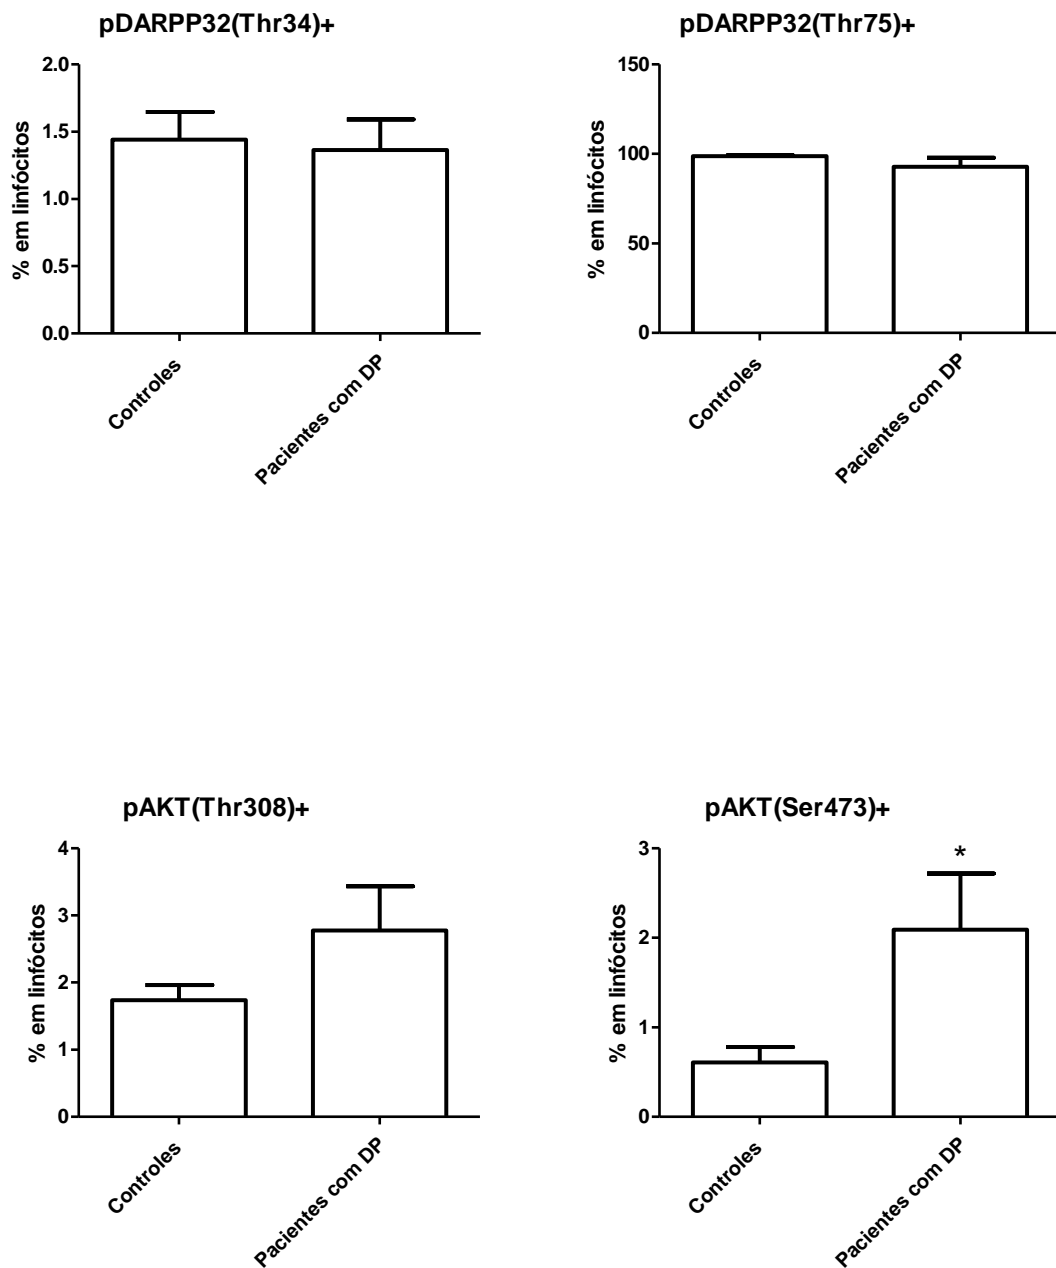 pDARPP32(Thr34)+
% em linfócitos
2.0
1.5
1.0
0.5
0.0
Controles
Pacientes com DP
pDARPP32(Thr75)+
% em linfócitos
150
100
50
0
Controles
Pacientes com DP
pAKT(Thr308)+
% em linfócitos
4
3
2
1
0
Controles
Pacientes com DP
pAKT(Ser473)+
% em linfócitos
3
2
1
0
*
Controles
Pacientes com DP